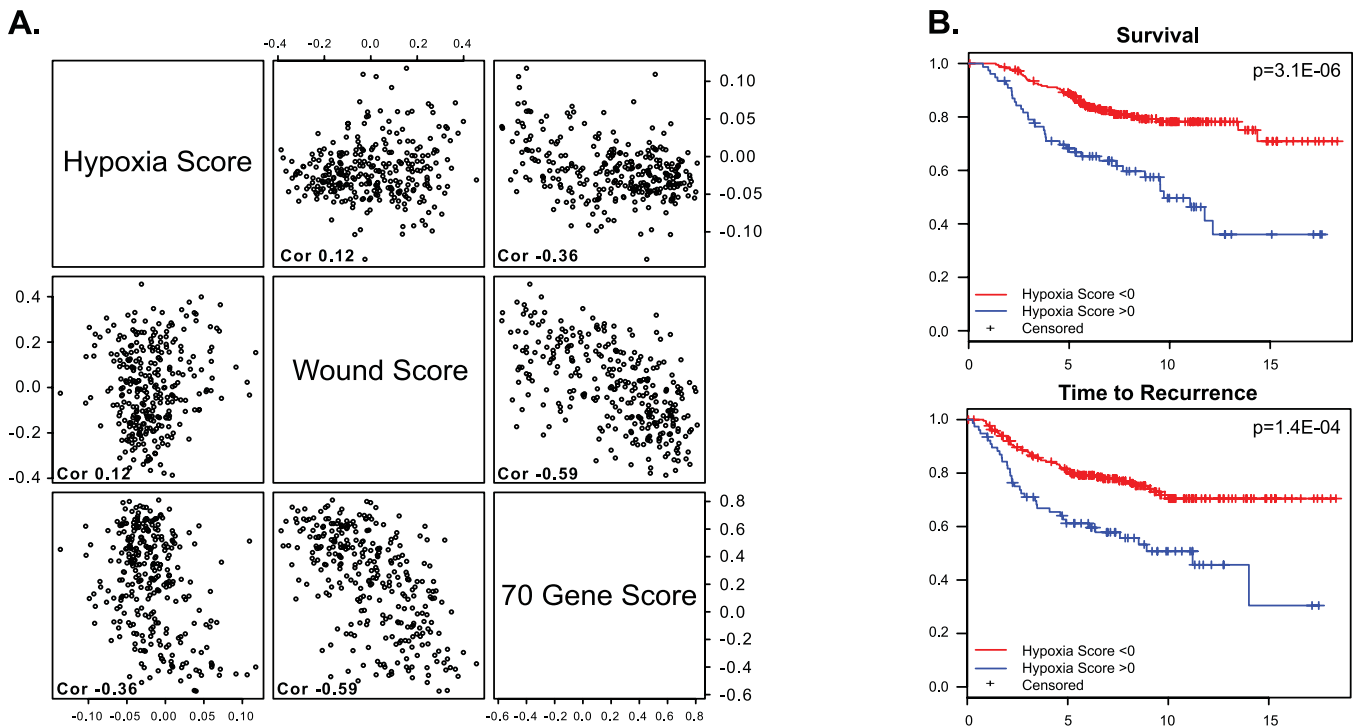 A.
B.
-0.4 -0.2 0.0 0.2 0.4
Hypoxia Score
Cor 0.12
Cor -0.36
0.10
0.05
0.00
-0.05
-0.10
0.4
0.2
0.0
-0.2
-0.4
Cor 0.12
Wound Score
Cor -0.59
Cor -0.36
Cor -0.59
70 Gene Score
0.8
0.6
0.4
0.2
0.0
-0.2
-0.4
-0.6
-0.10 -0.05 0.00 0.05 0.10
-0.6 -0.4 -0.2 0.0 0.2 0.4 0.6 0.8
Survival
p=3.1E-06
1.0
0.8
0.6
0.4
0.2
0.0
Hypoxia Score <0
Hypoxia Score >0
Censored
0 5 10 15
Time to Recurrence
p=1.4E-04
1.0
0.8
0.6
0.4
0.2
0.0
Hypoxia Score <0
Hypoxia Score >0
Censored
0 5 10 15